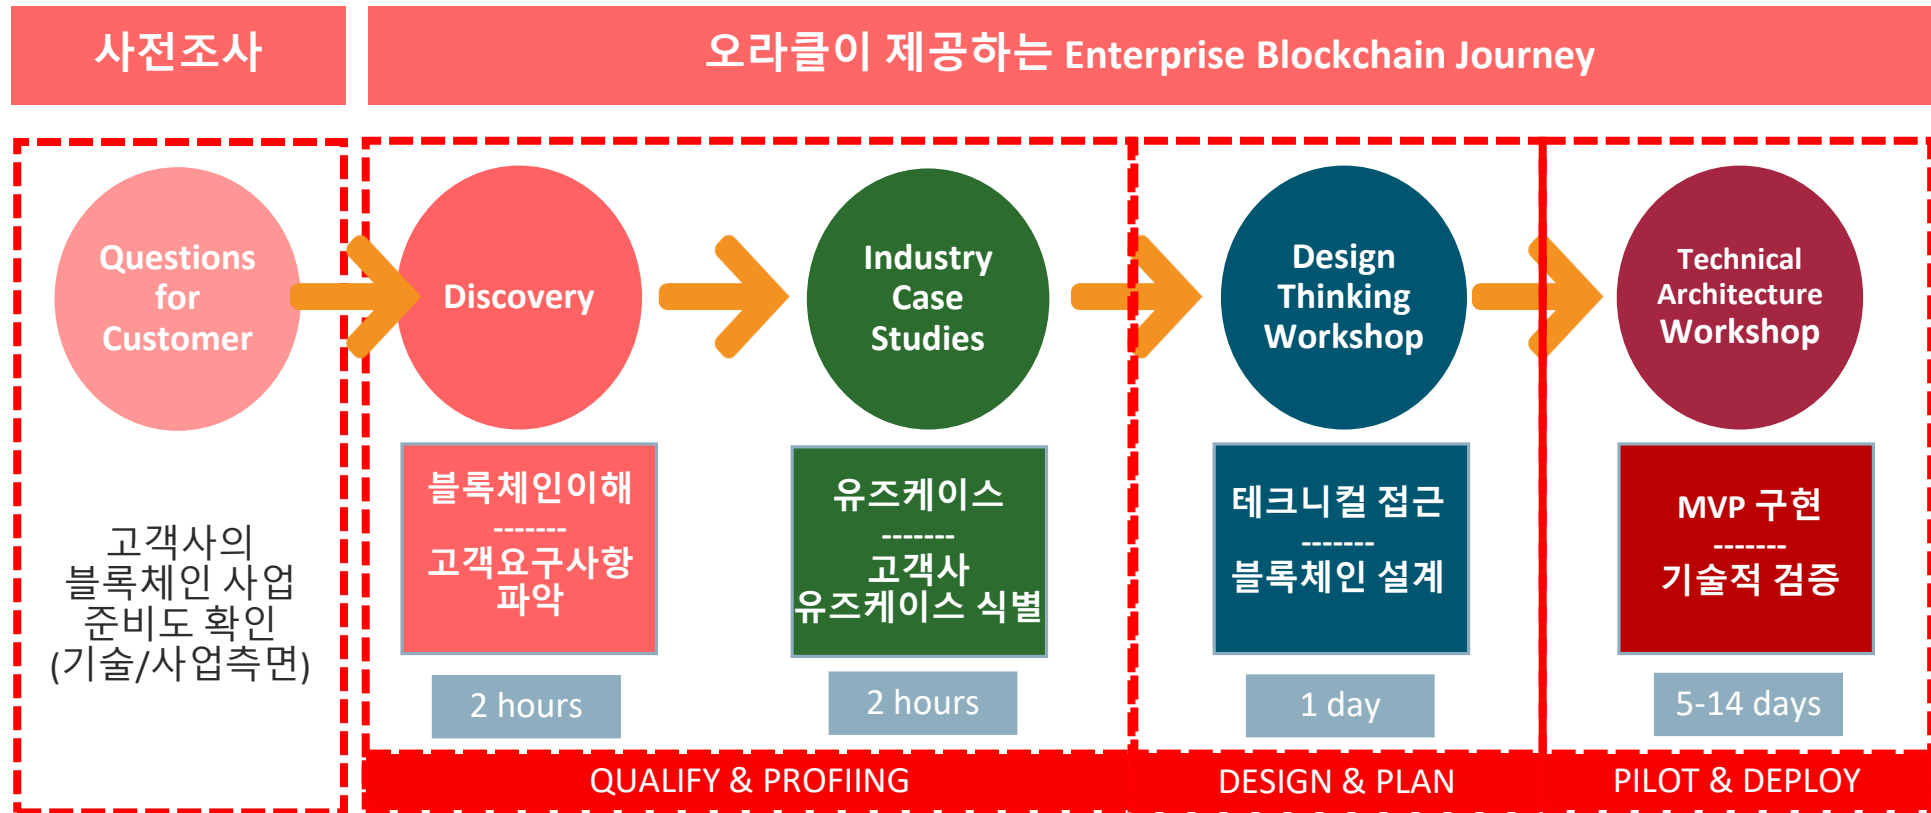 사전조사
오라클이 제공하는 Enterprise Blockchain Journey
Questions
for
Customer
고객사의
블록체인 사업
준비도 확인
(기술/사업측면)
Discovery
블록체인이해
-------
고객요구사항
파악
2 hours
Industry
Case
Studies
유즈케이스
-------
고객사
유즈케이스 식별
2 hours
QUALIFY & PROFIING
Design
Thinking
Workshop
테크니컬 접근
-------
블록체인 설계
1 day
DESIGN & PLAN
Technical
Architecture
Workshop
MVP 구현
-------
기술적 검증
5-14 days
PILOT & DEPLOY